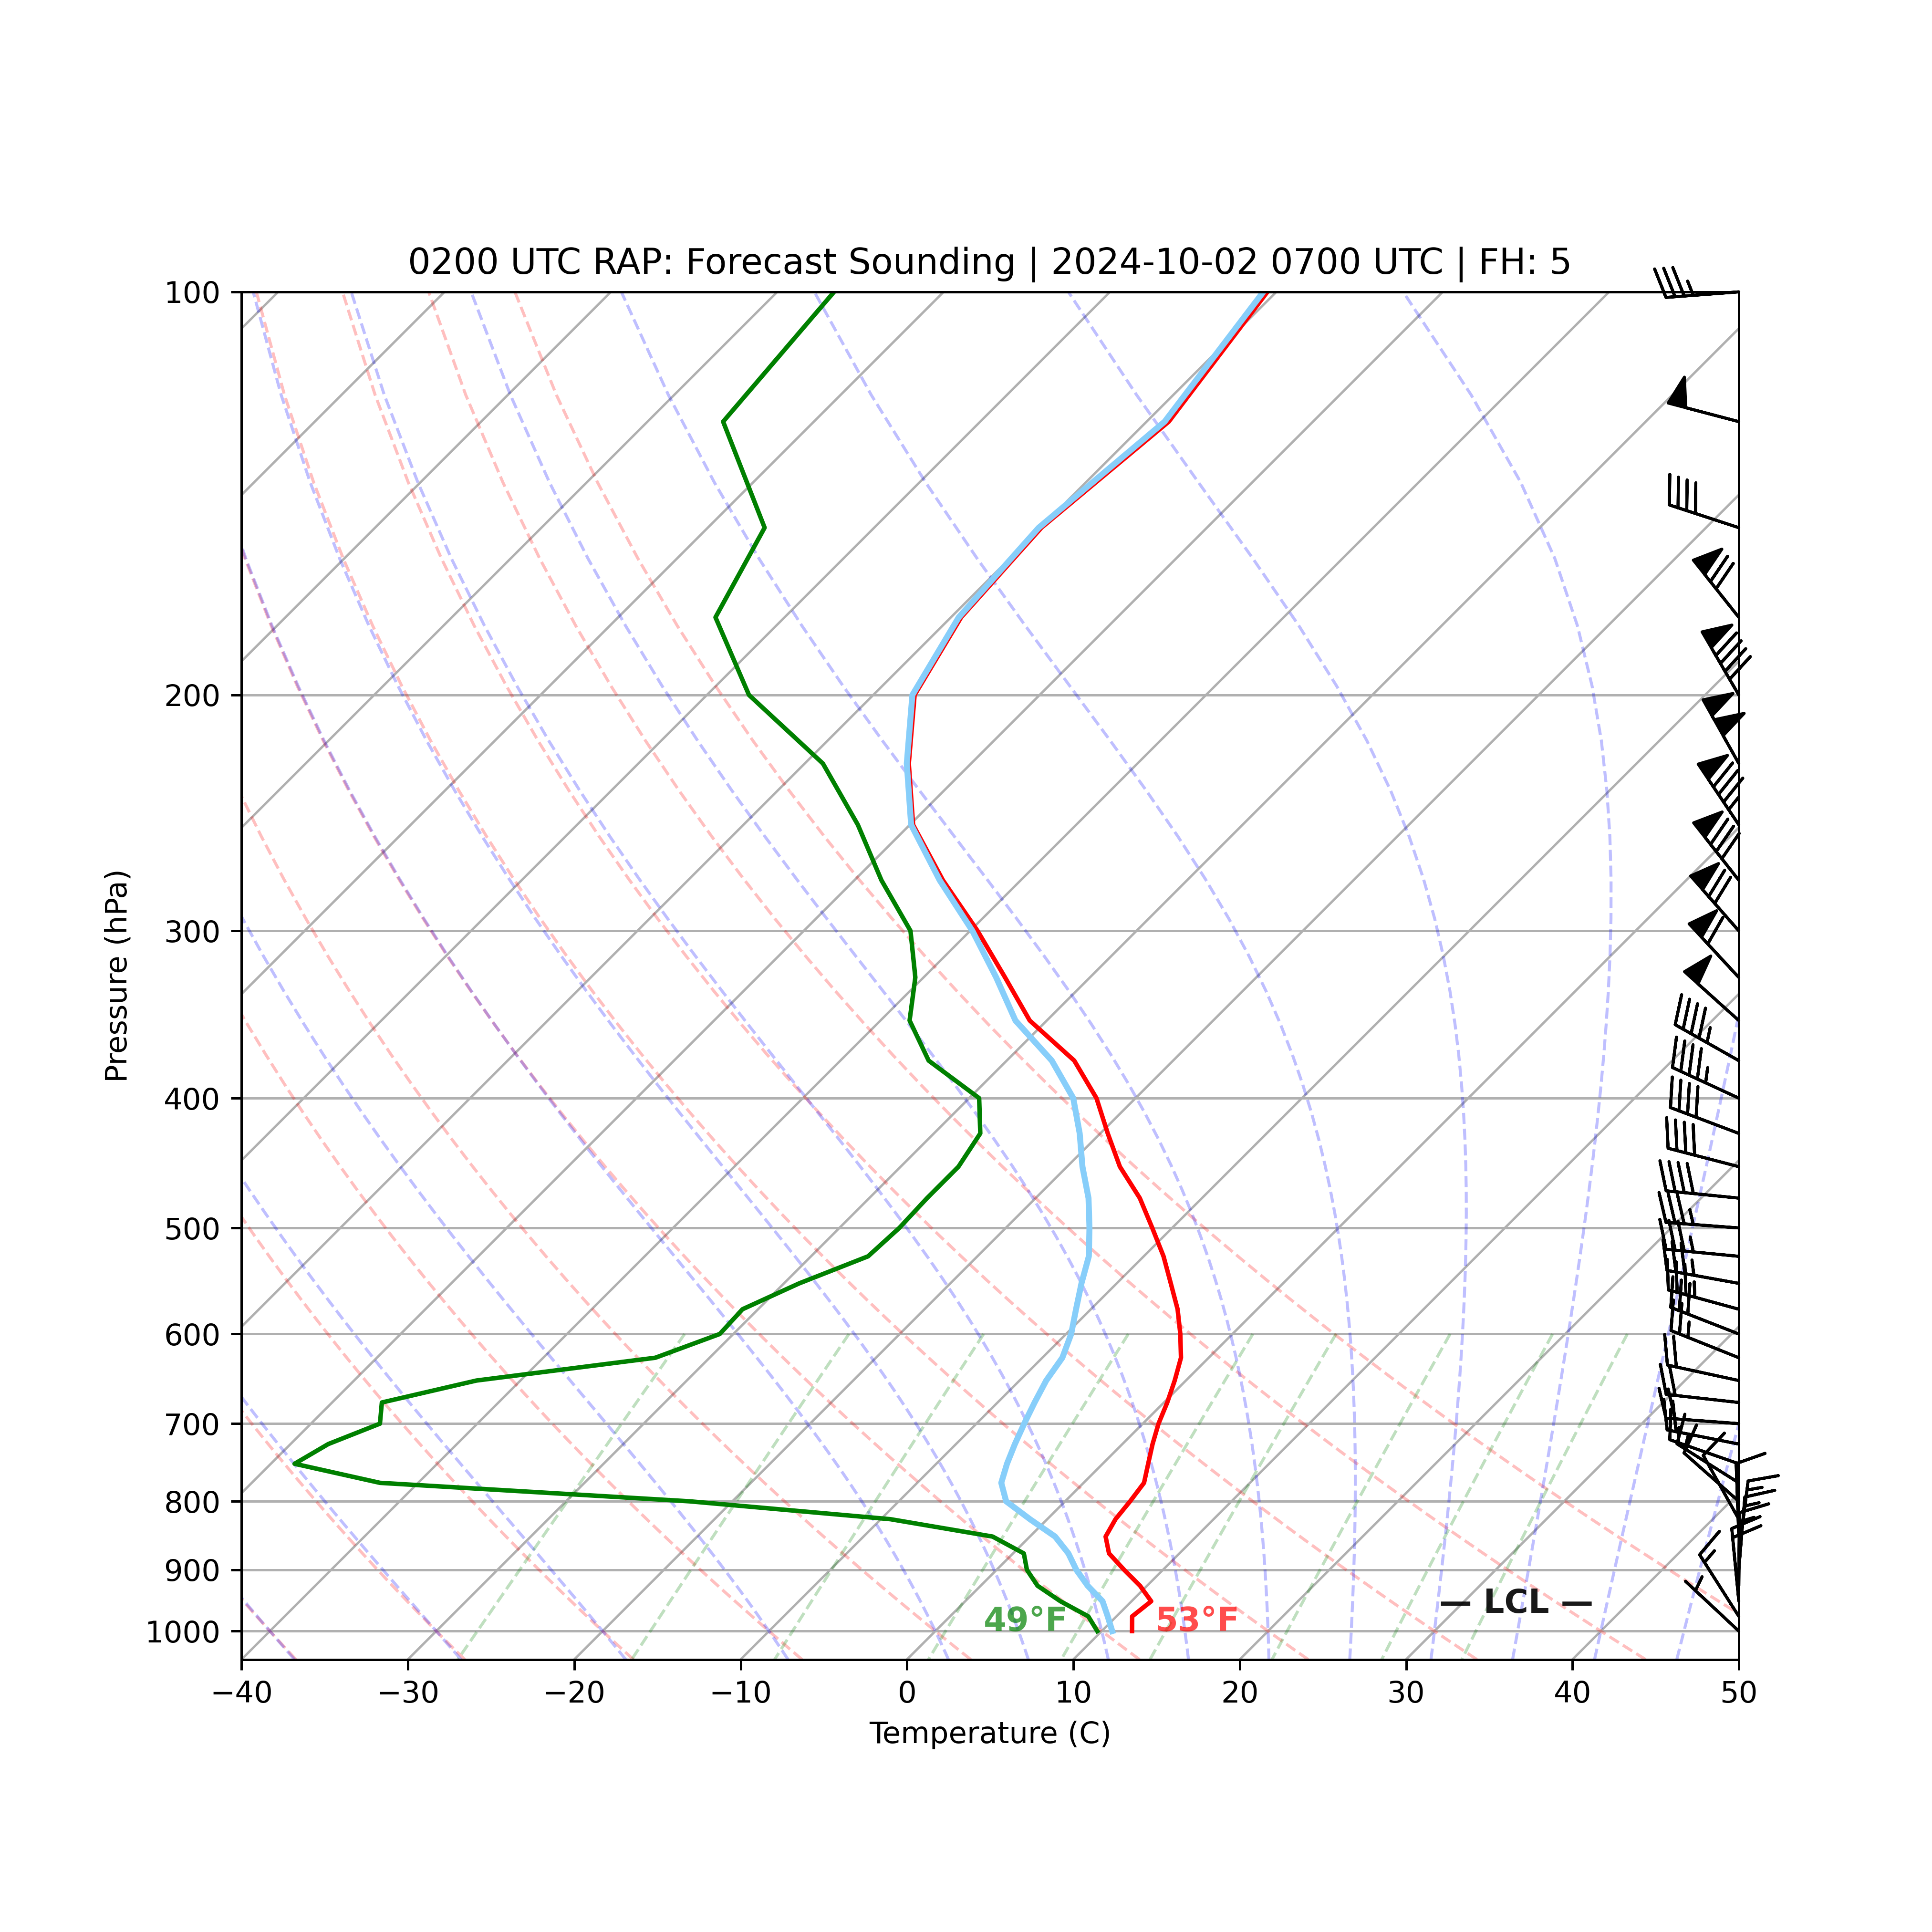 0200 UTC RAP: Forecast Sounding | 2024-10-02 0700 UTC | FH: 5
100
200
300
400
500
600
700
800
900
1000
Pressure (hPa)
49°F
53°F
— LCL —
−40 −30 −20 −10 0 10 20 30 40 50
Temperature (C)